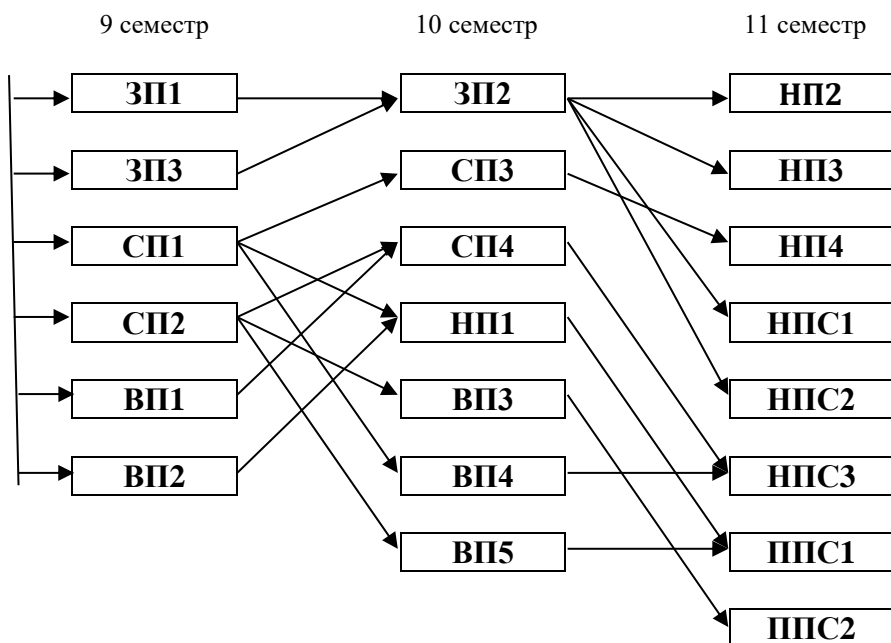 9 семестр 10 семестр 11 семестр
ЗП1 ЗП2 НП2
ЗП3 СП3 НП3
СП1 СП4 НП4
СП2 НП1 НПС1
ВП1 ВП3 НПС2
ВП2 ВП4 НПС3
ВП5 ППС1
ППС2